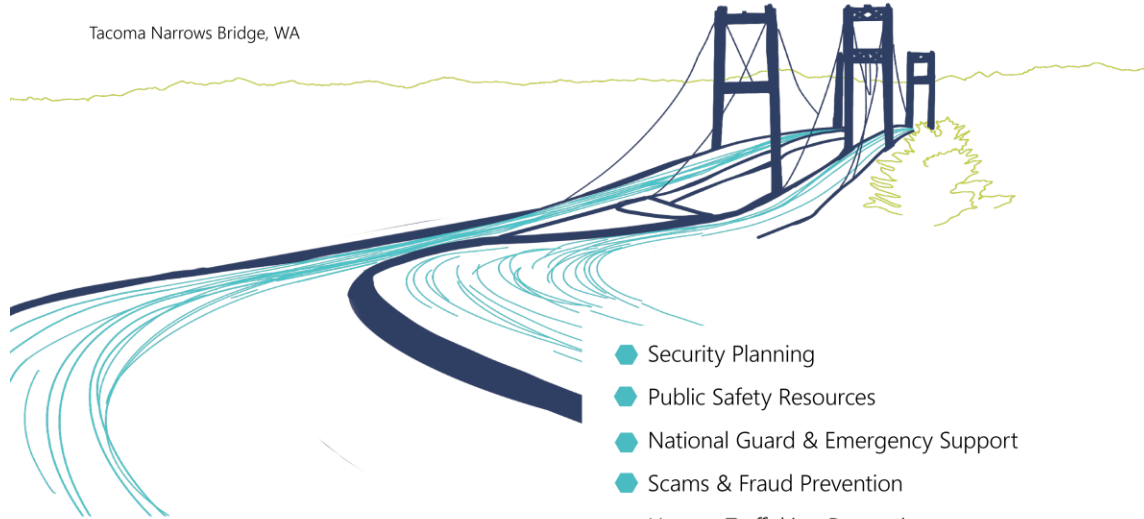 Tacoma Narrows Bridge, WA
Security Planning
Public Safety Resources
National Guard & Emergency Support
Scams & Fraud Prevention